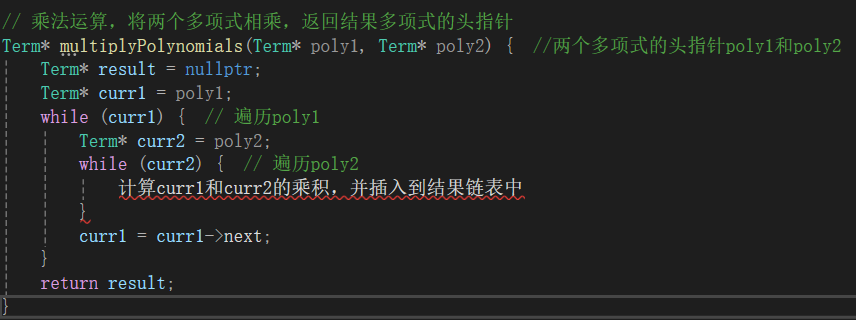 // 乘法运算，将两个多项式相乘，返回结果多项式的头指针
Term* multiplyPolynomials(Term* poly1, Term* poly2) {  //两个多项式的头指针poly1和poly2
    Term* result = nullptr;
    Term* curr1 = poly1;
    while (curr1) {  // 遍历poly1
        Term* curr2 = poly2;
        while (curr2) {  // 遍历poly2
            计算curr1和curr2的乘积，并插入到结果链表中
        }
        curr1 = curr1->next;
    }
    return result;
}